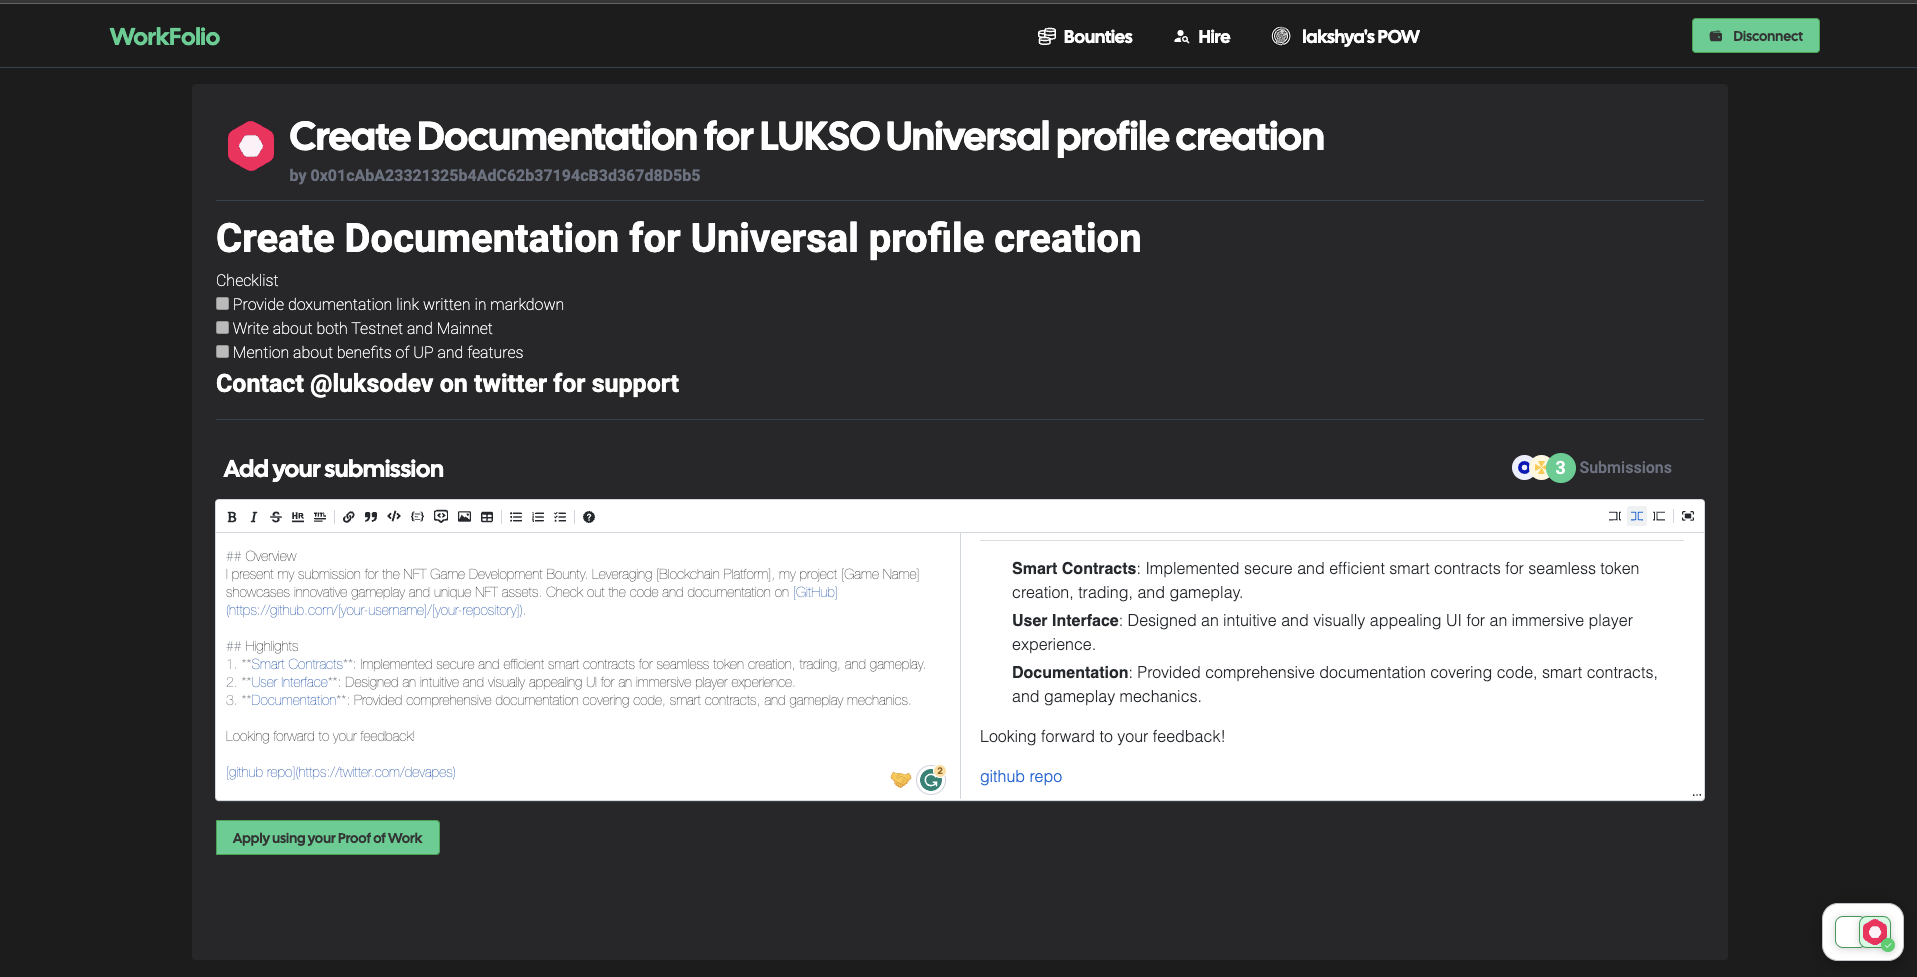 WorkFolio
Bounties
Hire
lakshya's POW
Disconnect
Create Documentation for LUKSO Universal profile creation
by 0x01cAbA23321325b4AdC62b37194cB3d367d8D5b5
Create Documentation for Universal profile creation
Checklist
Provide doxumentation link written in markdown
Write about both Testnet and Mainnet
Mention about benefits of UP and features
Contact @luksodev on twitter for support
Add your submission
3 Submissions
B I S HR TITL
## Overview
I present my submission for the NFT Game Development Bounty. Leveraging [Blockchain Platform], my project [Game Name]
showcases innovative gameplay and unique NFT assets. Check out the code and documentation on [GitHub]
(https://github.com/[your-username]/[your-repository]).
## Highlights
1. **Smart Contracts**: Implemented secure and efficient smart contracts for seamless token creation, trading, and gameplay.
2. **User Interface**: Designed an intuitive and visually appealing UI for an immersive player experience.
3. **Documentation**: Provided comprehensive documentation covering code, smart contracts, and gameplay mechanics.
Looking forward to your feedback!
[github repo](https://twitter.com/devapes)
2
Smart Contracts: Implemented secure and efficient smart contracts for seamless token
creation, trading, and gameplay.
User Interface: Designed an intuitive and visually appealing UI for an immersive player
experience.
Documentation: Provided comprehensive documentation covering code, smart contracts,
and gameplay mechanics.
Looking forward to your feedback!
github repo
Apply using your Proof of Work